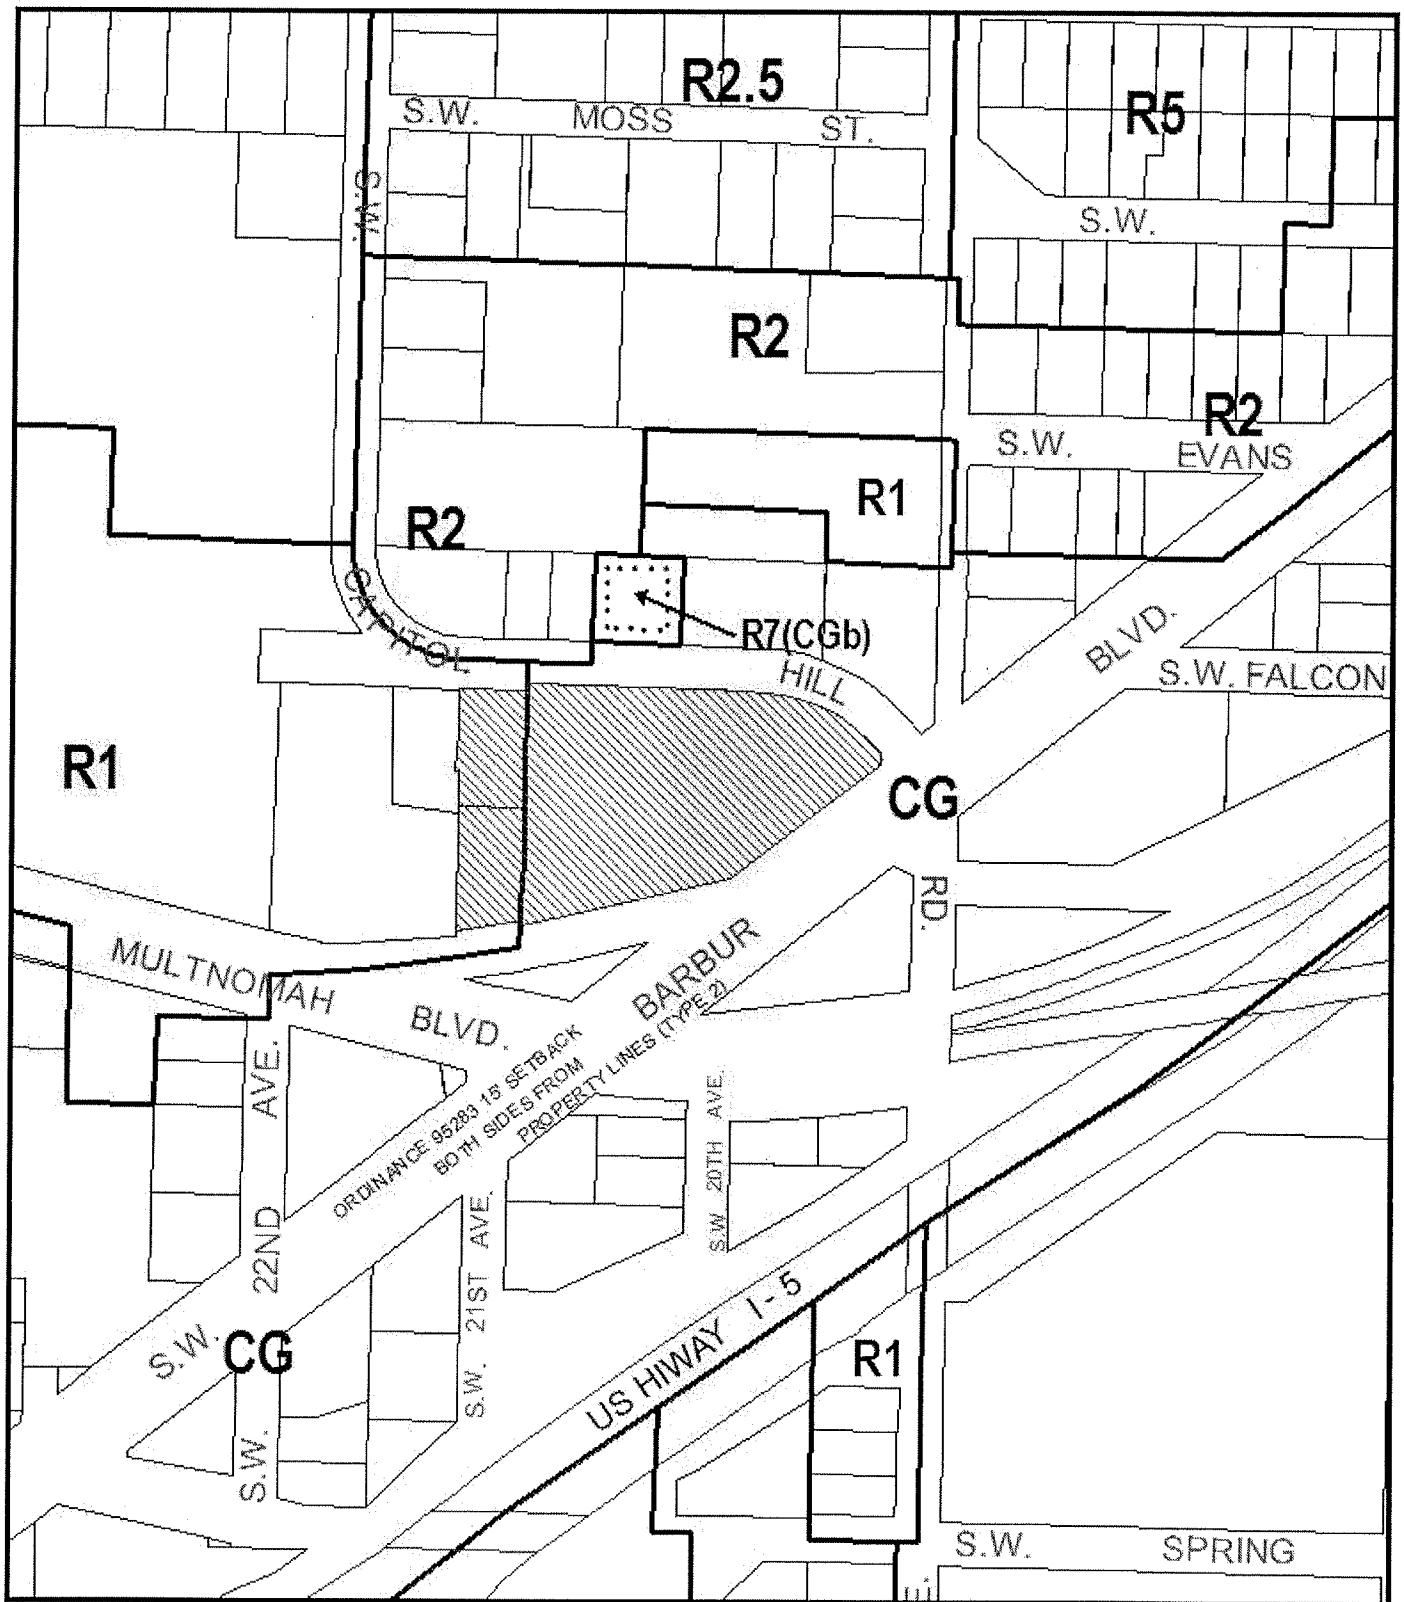 R2.5
R5
S.W. MOSS ST.
S.W.
S.W.
R2
R2
S.W. EVANS
R1
R2
R7(CGb)
CAPITOL HILL
BLVD.
S.W. FALCON
R1
CG
RD.
MULTNOMAH BLVD.
BARBUR
ORDINANCE 95283 15' SETBACK
BOTH SIDES FROM
PROPERTY LINES (TYPE 2)
AVE.
22ND
S.W.
S.W. 21ST AVE.
S.W. 20TH AVE.
S.W.
CG
US HIWAY I - 5
R1
S.W. SPRING